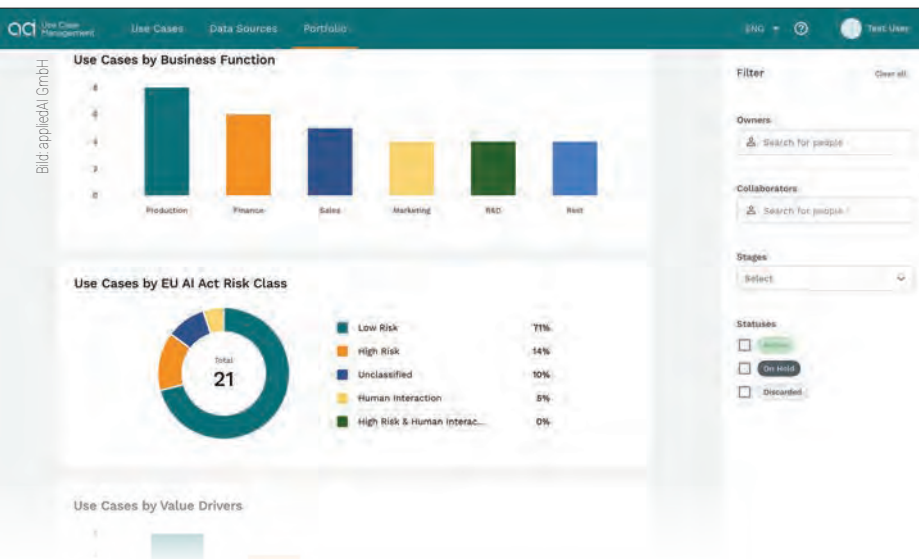 Use Case
Management
Use Cases
Data Sources
Portfolio
ENG
Test User
Bild: appliedAI GmbH
Use Cases by Business Function
8
6
4
2
0
Production
Finance
Sales
Marketing
R&D
Rest
Use Cases by EU AI Act Risk Class
Total
21
Low Risk 71%
High Risk 14%
Unclassified 10%
Human Interaction 5%
High Risk & Human Interac... 0%
Use Cases by Value Drivers
Filter
Clear all
Owners
Search for people
Collaborators
Search for people
Stages
Select
Statuses
On Hold
Discarded